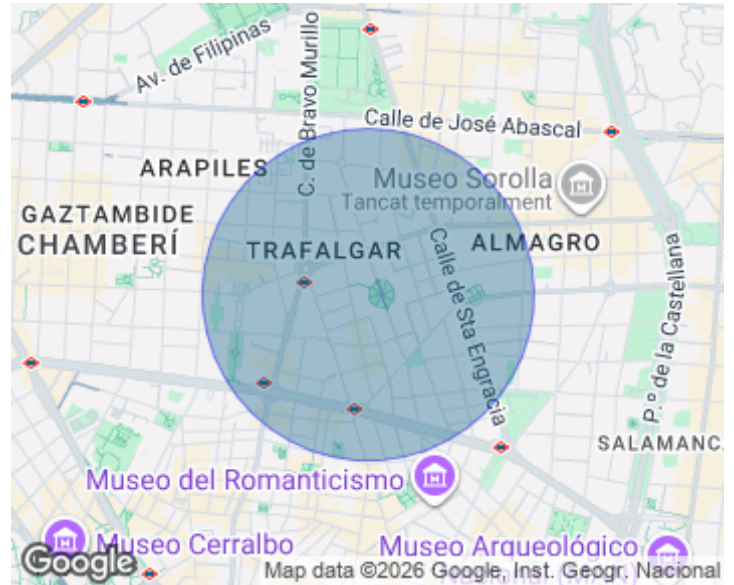 Av. de Filipinas
C. de Bravo Murillo
Calle de José Abascal
ARAPILES
Museo Sorolla
Tancat temporalment
GAZTAMBIDE
CHAMBERÍ
TRAFALGAR
ALMAGRO
Calle de Sta Engracia
P.º de la Castellana
SALAMANC
Museo del Romanticismo
Museo Cerralbo
Museo Arqueológico
Google
Map data ©2026 Google, Inst. Geogr. Nacional